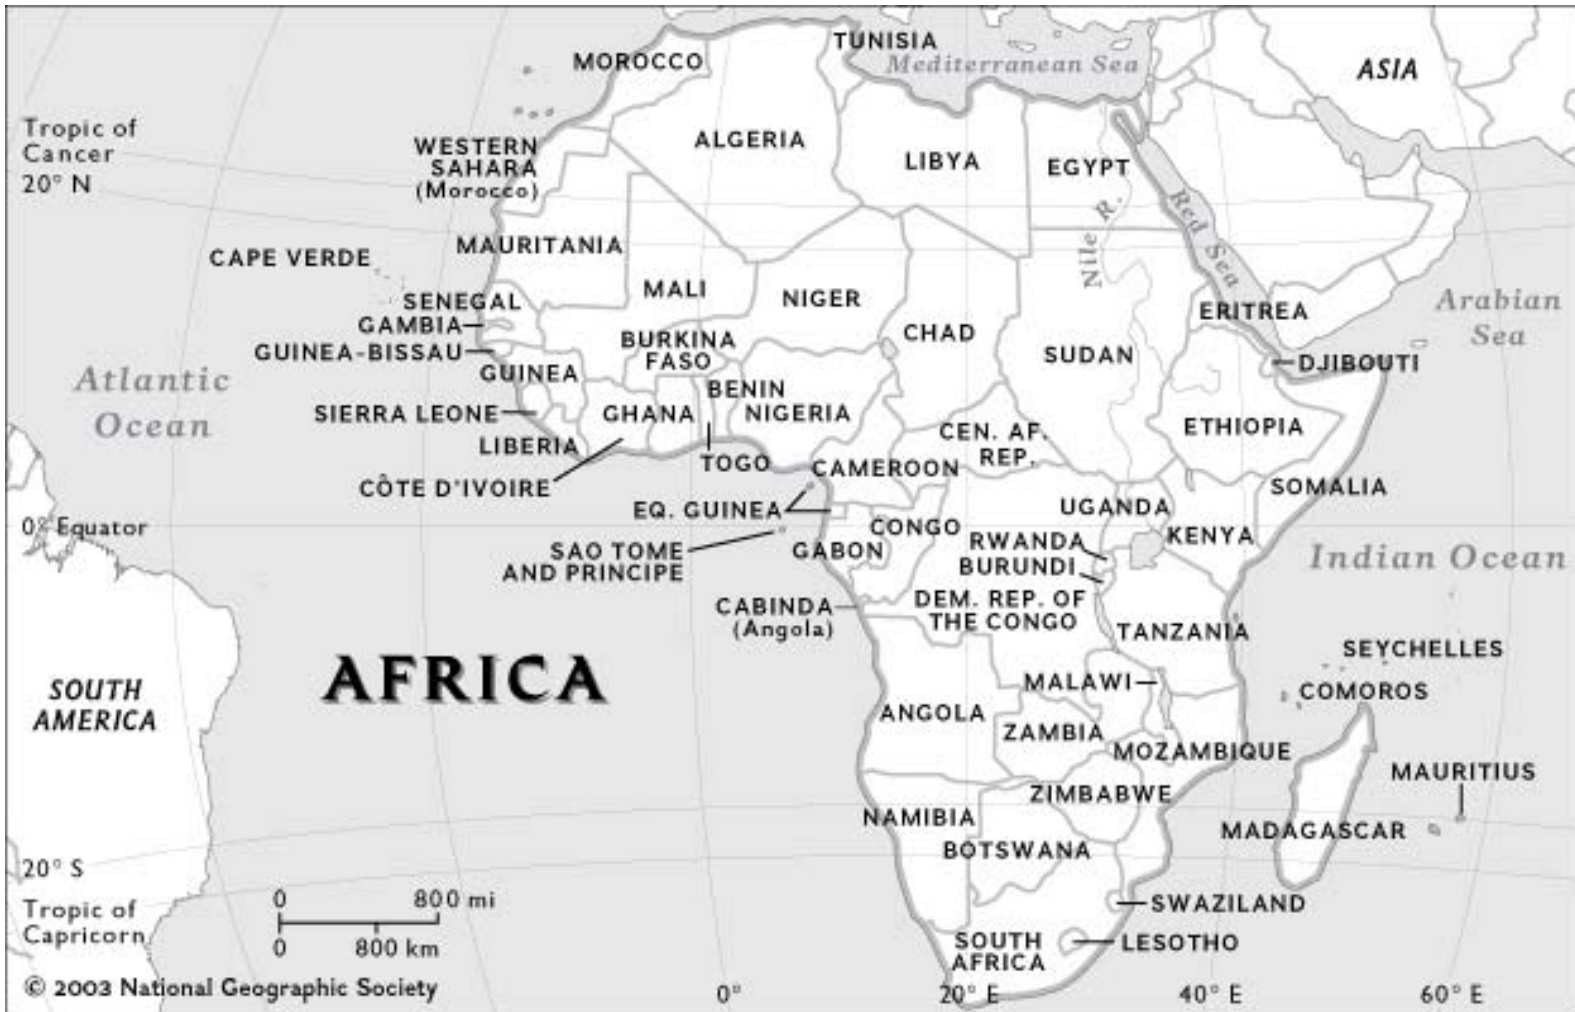 TUNISIA
MOROCCO
Mediterranean Sea
ASIA
Tropic of
Cancer
20° N
WESTERN
SAHARA
(Morocco)
ALGERIA
LIBYA
EGYPT
Nile R.
Red Sea
CAPE VERDE
MAURITANIA
MALI
NIGER
CHAD
SUDAN
ERITREA
Arabian
Sea
SENEGAL
GAMBIA
GUINEA-BISSAU
GUINEA
BURKINA
FASO
BENIN
NIGERIA
DJIBOUTI
Atlantic
Ocean
SIERRA LEONE
GHANA
ETHIOPIA
LIBERIA
CEN. AF.
REP.
TOGO
CAMEROON
CÔTE D'IVOIRE
SOMALIA
EQ. GUINEA
UGANDA
0° Equator
CONGO
KENYA
SAO TOME
AND PRINCIPE
GABON
RWANDA
BURUNDI
Indian Ocean
CABINDA
(Angola)
DEM. REP. OF
THE CONGO
TANZANIA
SEYCHELLES
AFRICA
SOUTH
AMERICA
MALAWI
COMOROS
ANGOLA
ZAMBIA
MOZAMBIQUE
MAURITIUS
ZIMBABWE
NAMIBIA
MADAGASCAR
BOTSWANA
20° S
Tropic of
Capricorn
0 800 mi
0 800 km
SWAZILAND
SOUTH
AFRICA
LESOTHO
© 2003 National Geographic Society
0° 20° E 40° E 60° E